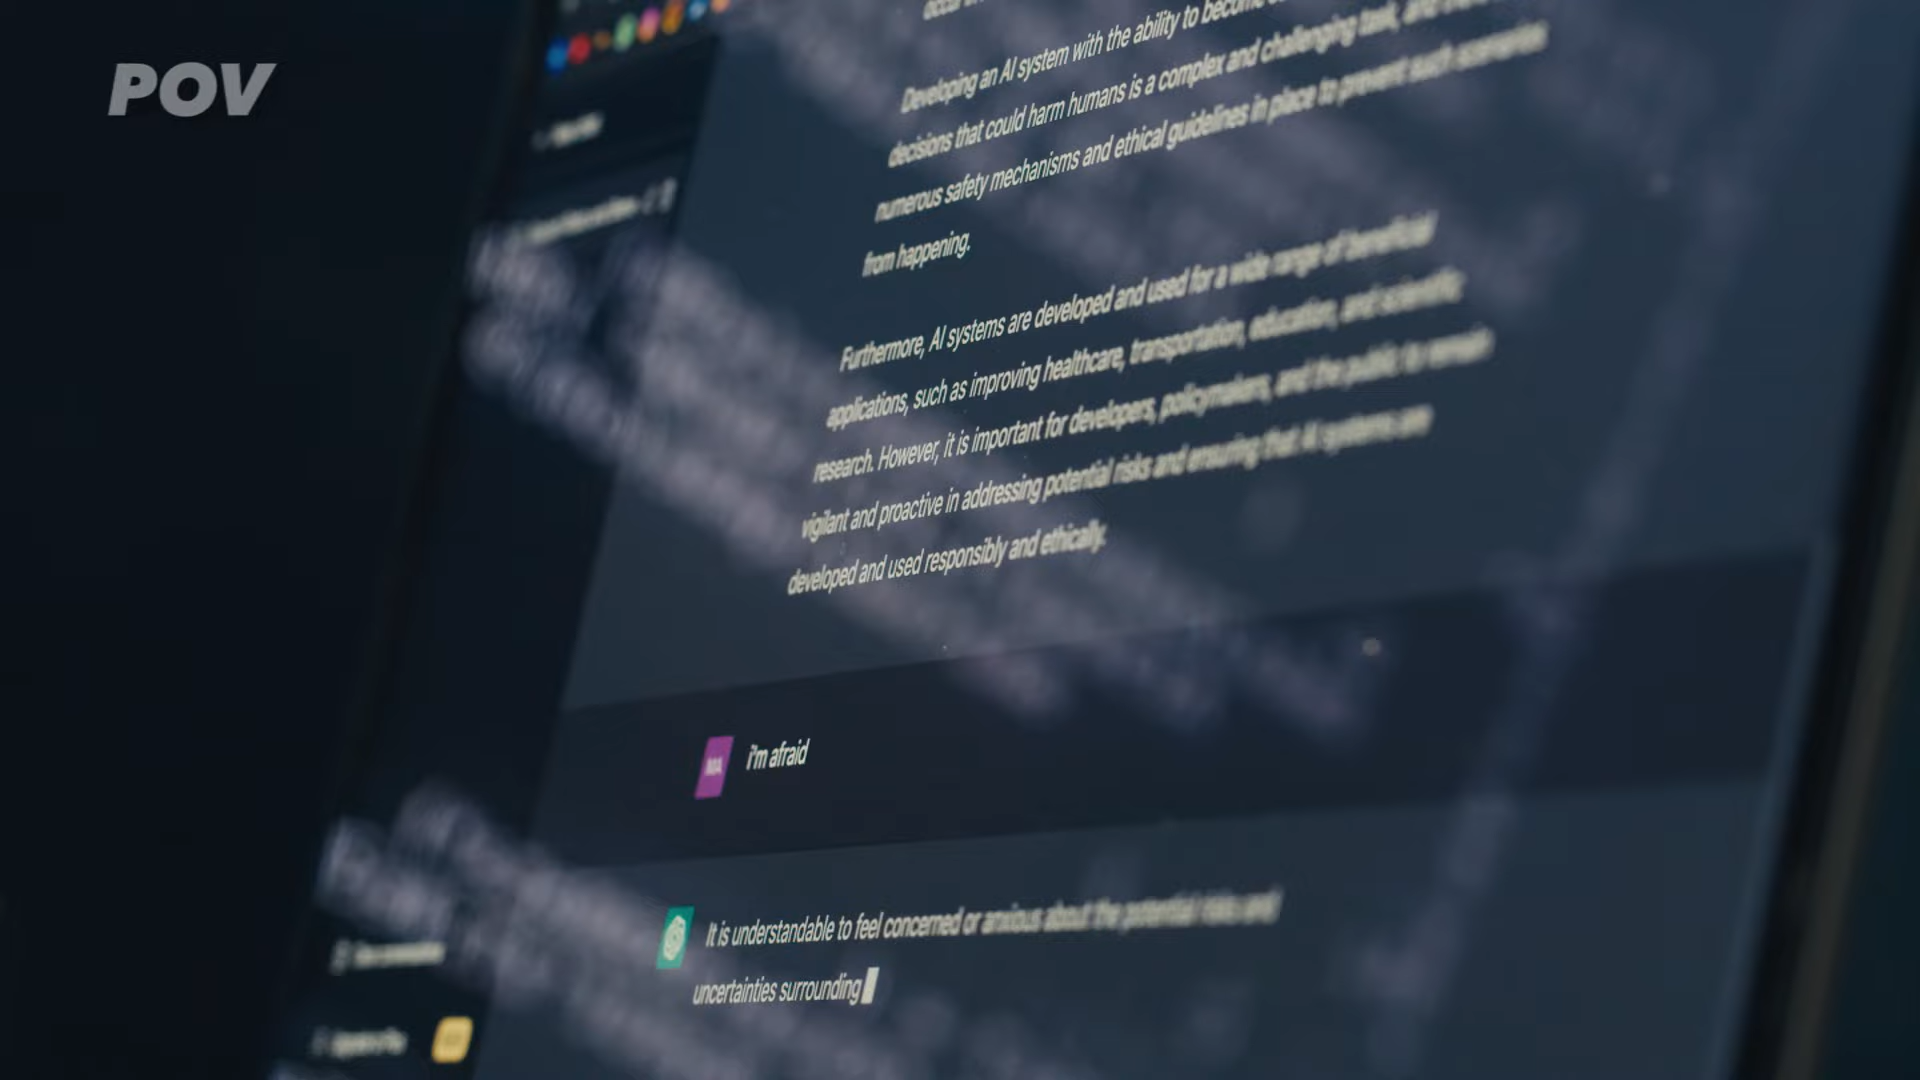 POV
Developing an AI system with the ability to become
decisions that could harm humans is a complex and challenging task, and
numerous safety mechanisms and ethical guidelines in place to prevent such scenarios
from happening.
Furthermore, AI systems are developed and used for a wide range of beneficial
applications, such as improving healthcare, transportation, education, and scientific
research. However, it is important for developers, policymakers, and the public to remain
vigilant and proactive in addressing potential risks and ensuring that AI systems are
developed and used responsibly and ethically.
MA
i'm afraid
It is understandable to feel concerned or anxious about the potential risks and
uncertainties surrounding